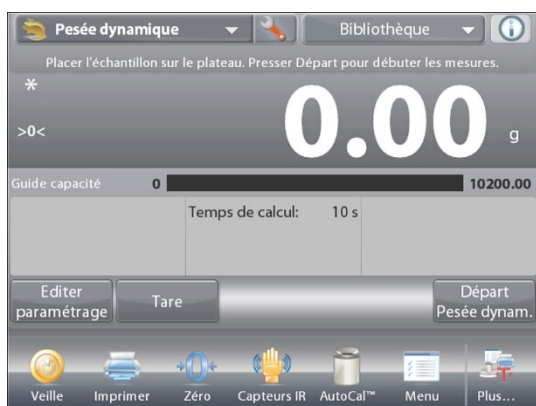 Pesée dynamique Bibliothèque
Placer l'échantillon sur le plateau. Presser Départ pour débuter les mesures.
*
>0< 0.00 g
Guide capacité 0 10200.00
Temps de calcul: 10 s
Editer paramétrage
Tare
Départ Pesée dynam.
Veille Imprimer Zéro Capteurs IR AutoCal™ Menu Plus...